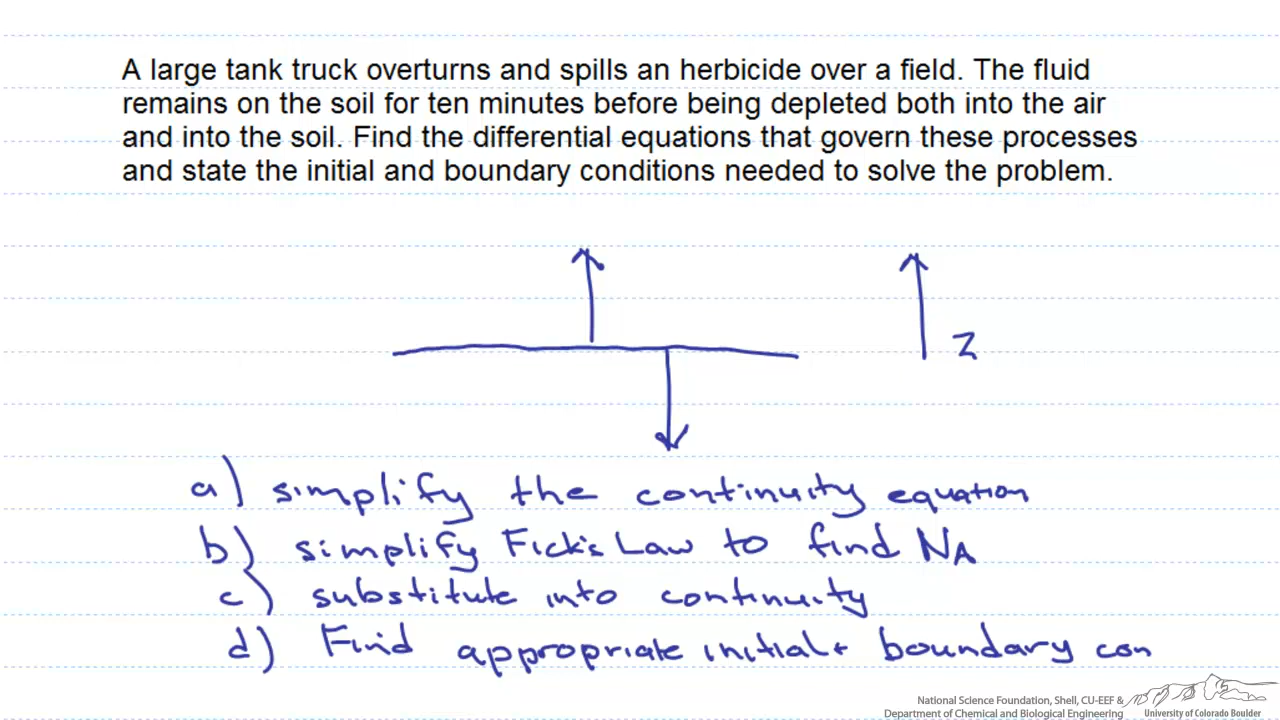 A large tank truck overturns and spills an herbicide over a field. The fluid
remains on the soil for ten minutes before being depleted both into the air
and into the soil. Find the differential equations that govern these processes
and state the initial and boundary conditions needed to solve the problem.
z
a) simplify the continuity equation
b) simplify Fick's Law to find NA
c) substitute into continuity
d) Find appropriate initial + boundary con
National Science Foundation, Shell, CU-EEF &
Department of Chemical and Biological Engineering
University of Colorado Boulder